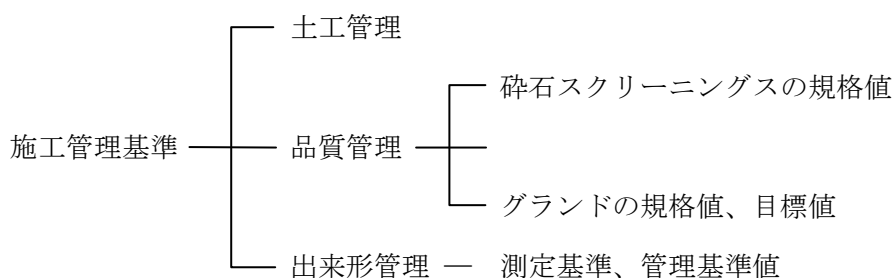 土工管理
砕石スクリーニングスの規格値
施工管理基準
品質管理
グランドの規格値、目標値
出来形管理 ― 測定基準、管理基準値